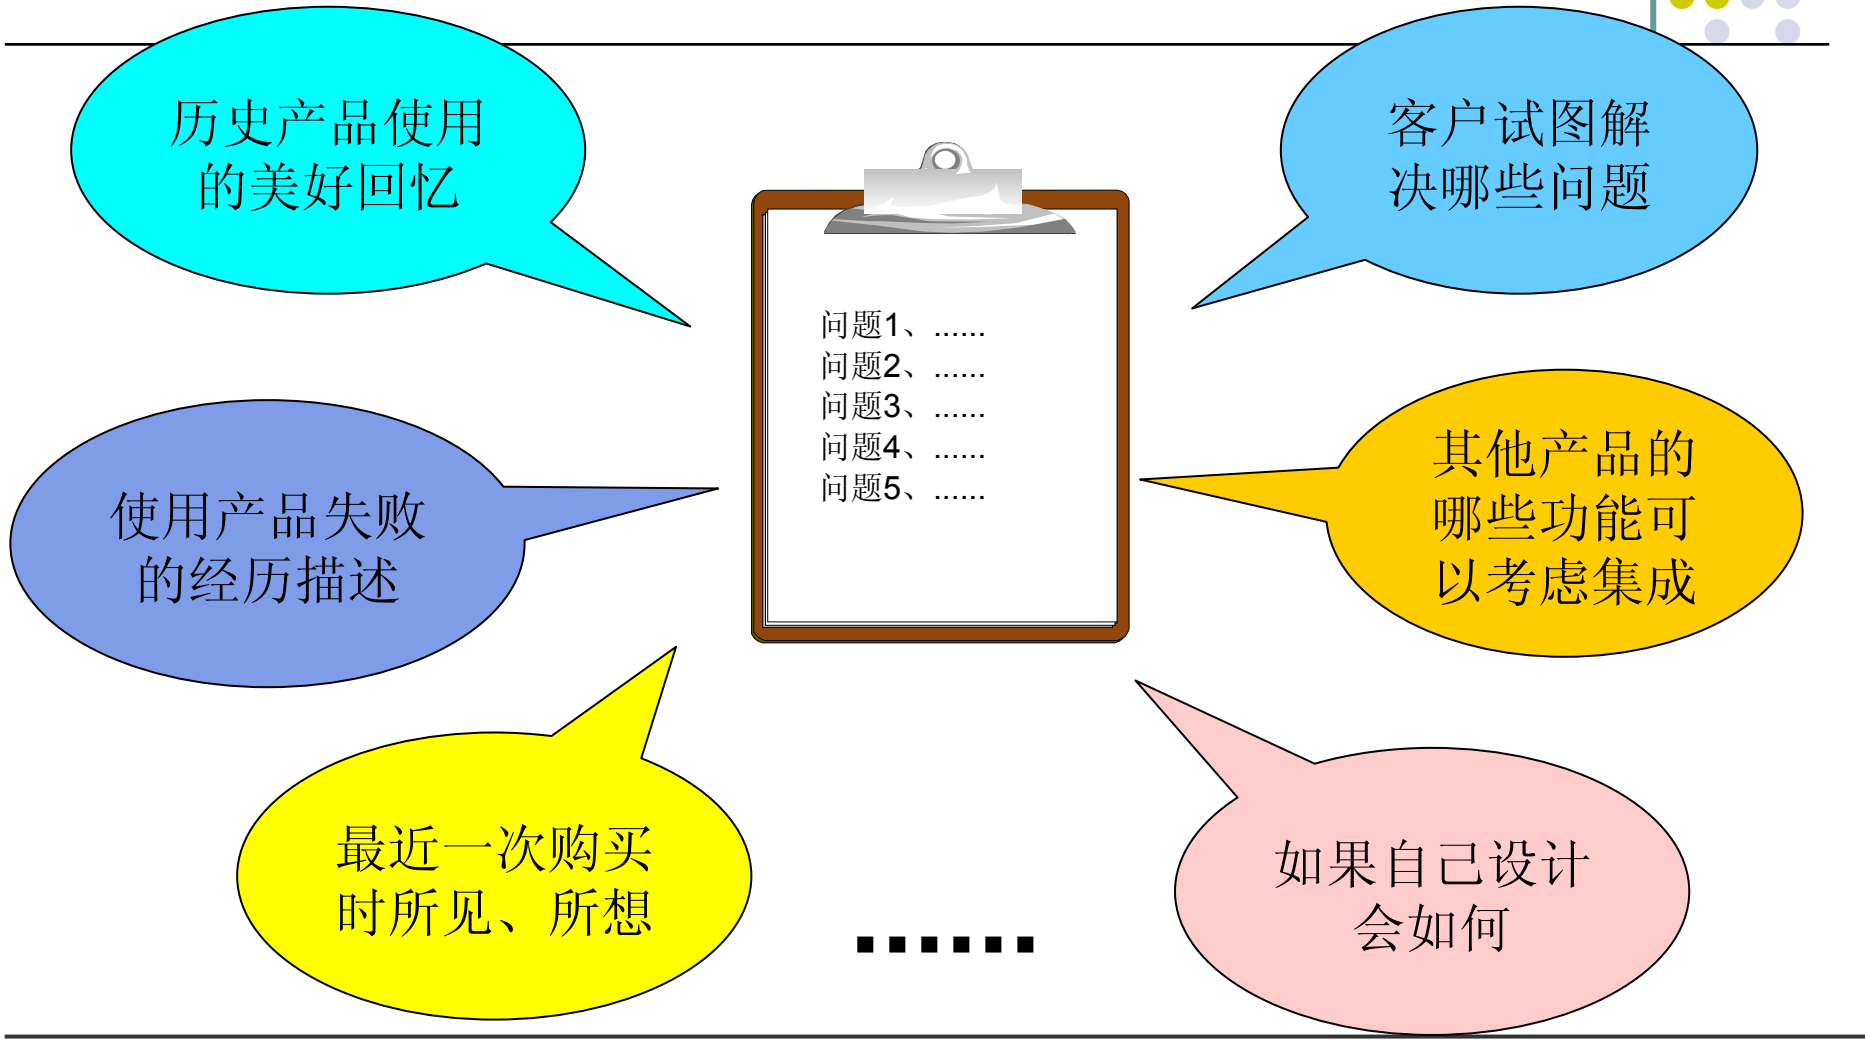 历史产品使用
的美好回忆
客户试图解
决哪些问题
问题1、......
问题2、......
问题3、......
问题4、......
问题5、......
使用产品失败
的经历描述
其他产品的
哪些功能可
以考虑集成
最近一次购买
时所见、所想
......
如果自己设计
会如何